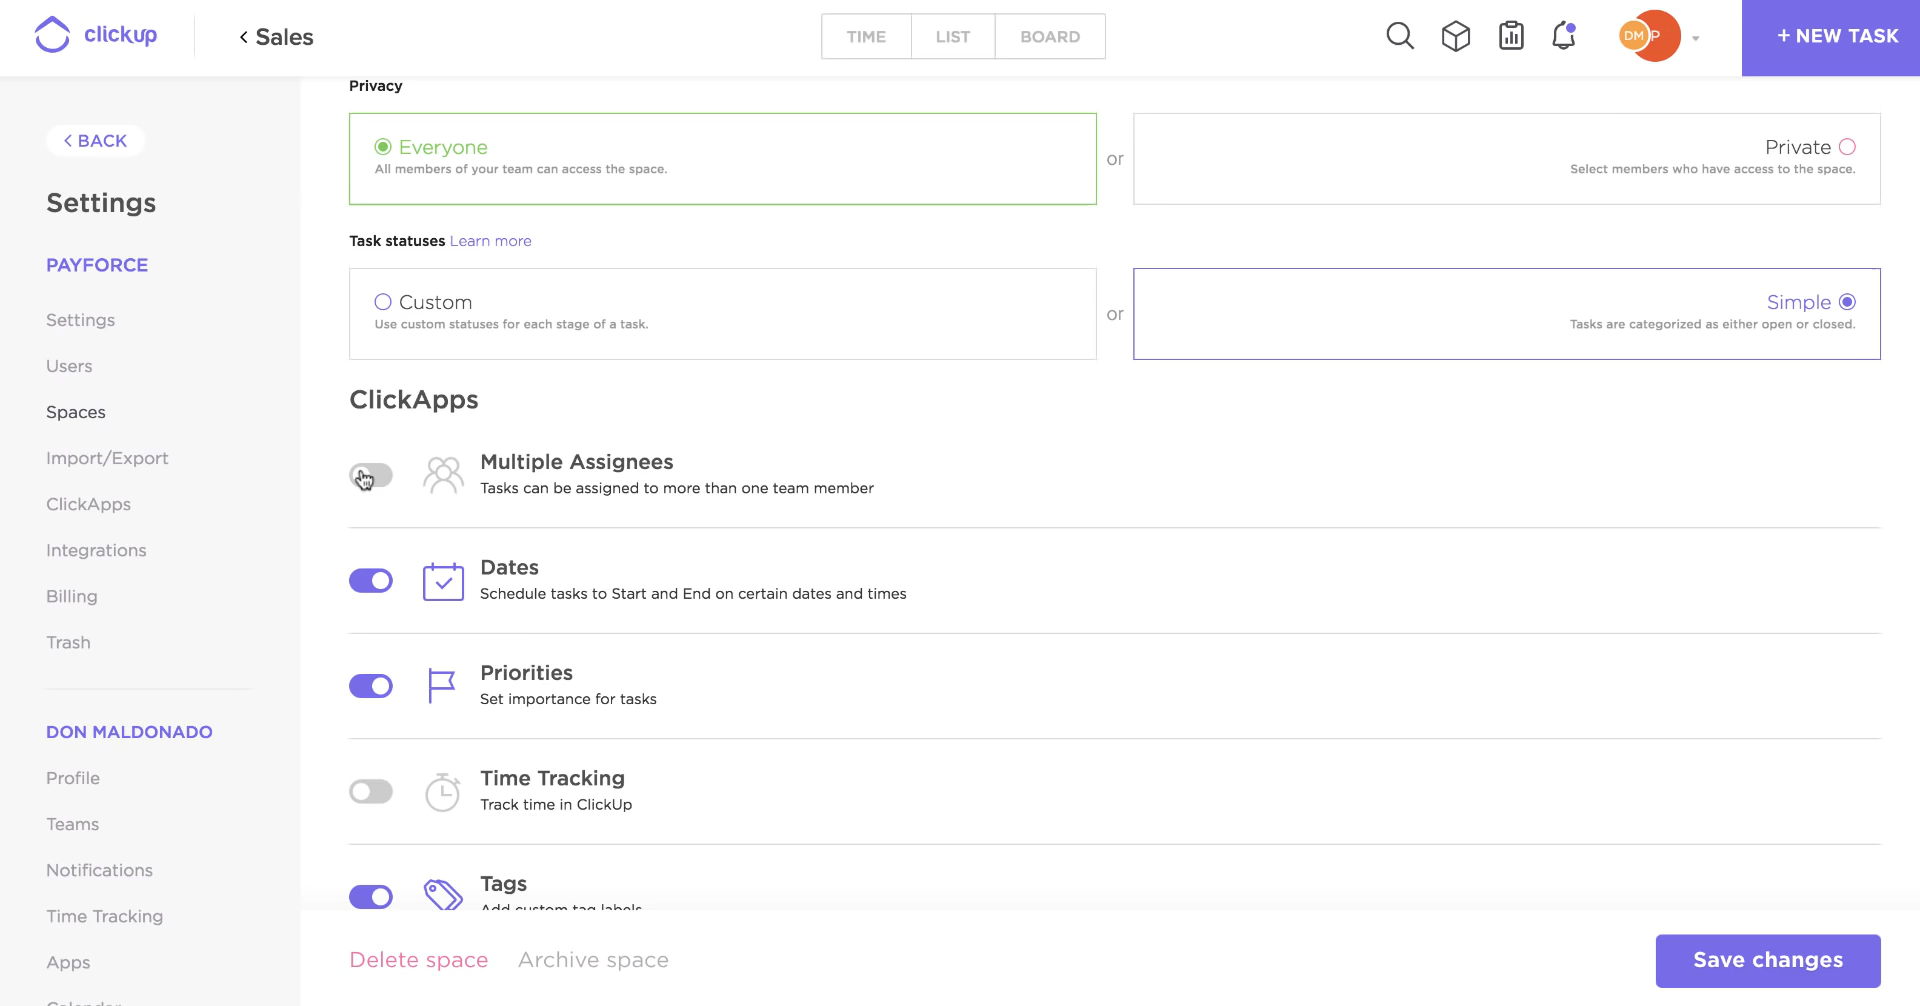 clickup
Sales
TIME
LIST
BOARD
DM
P
+ NEW TASK
BACK
Settings
PAYFORCE
Settings
Users
Spaces
Import/Export
ClickApps
Integrations
Billing
Trash
DON MALDONADO
Profile
Teams
Notifications
Time Tracking
Apps
Calendar
Privacy
Everyone
All members of your team can access the space.
or
Private
Select members who have access to the space.
Task statuses Learn more
Custom
Use custom statuses for each stage of a task.
or
Simple
Tasks are categorized as either open or closed.
ClickApps
Multiple Assignees
Tasks can be assigned to more than one team member
Dates
Schedule tasks to Start and End on certain dates and times
Priorities
Set importance for tasks
Time Tracking
Track time in ClickUp
Tags
Add custom tag labels
Delete space
Archive space
Save changes